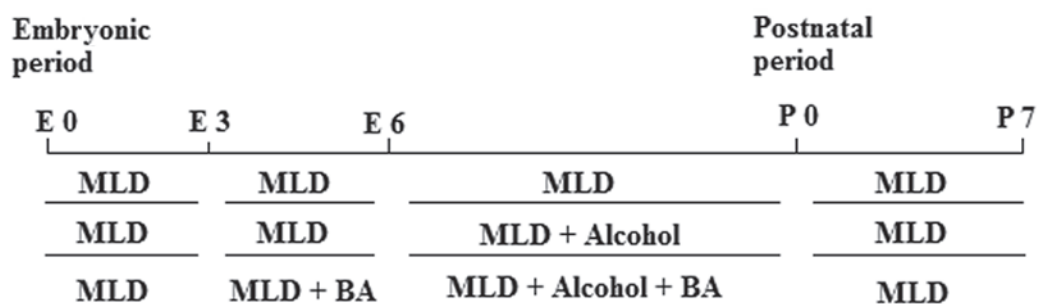 Embryonic period
Postnatal period
E 0 E 3 E 6 P 0 P 7
MLD MLD MLD MLD
MLD MLD MLD + Alcohol MLD
MLD MLD + BA MLD + Alcohol + BA MLD